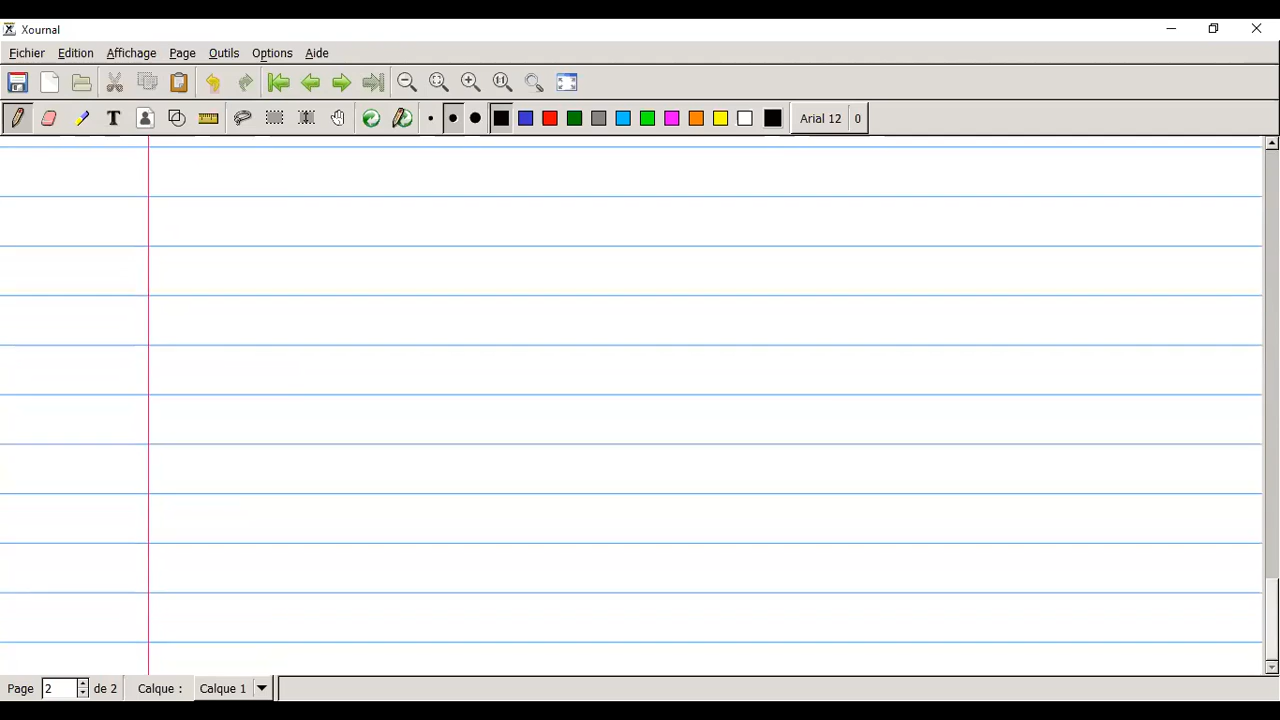 Xournal
Fichier Edition Affichage Page Outils Options Aide
T Arial 12 0
Page 2 de 2 Calque : Calque 1